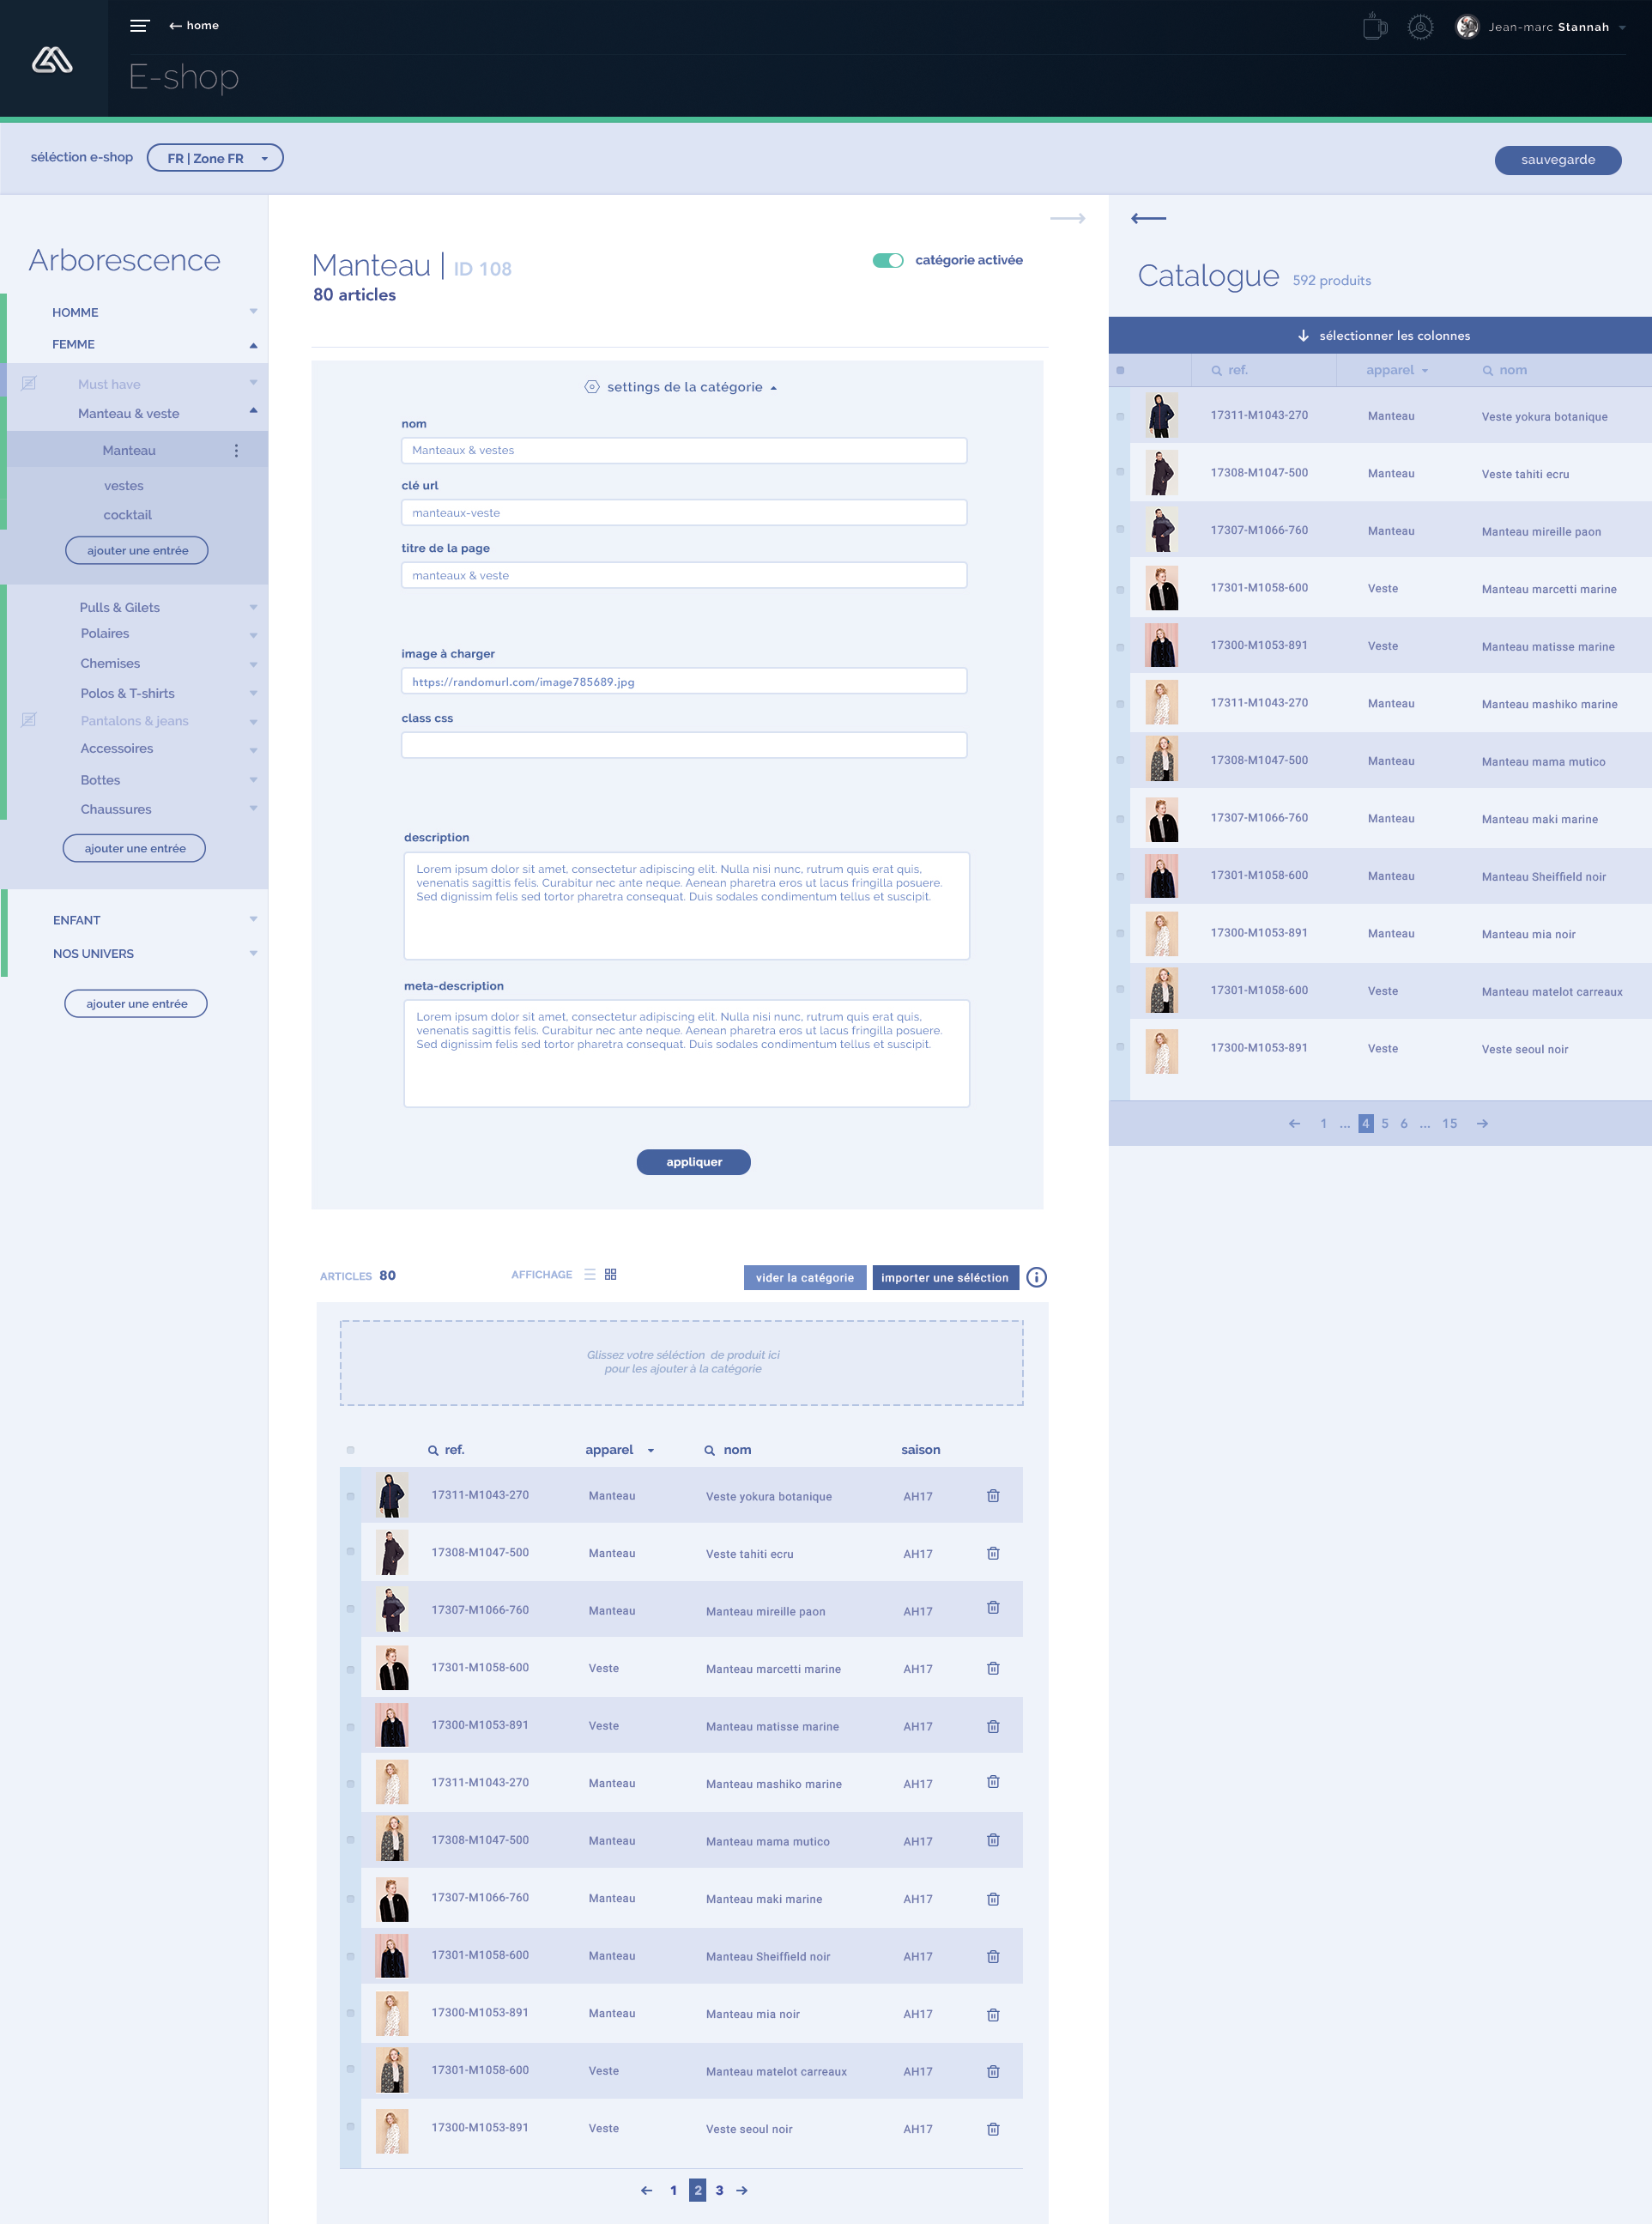 ← home
Jean-marc Stannah
E-shop
séléction e-shop
FR | Zone FR
sauvegarde
Arborescence
HOMME
FEMME
Must have
Manteau & veste
Manteau
vestes
cocktail
ajouter une entrée
Pulls & Gilets
Polaires
Chemises
Polos & T-shirts
Pantalons & jeans
Accessoires
Bottes
Chaussures
ajouter une entrée
ENFANT
NOS UNIVERS
ajouter une entrée
Manteau | ID 108
80 articles
catégorie activée
settings de la catégorie
nom
Manteaux & vestes
clé url
manteaux-veste
titre de la page
manteaux & veste
image à charger
https://randomurl.com/image785689.jpg
class css
description
Lorem ipsum dolor sit amet, consectetur adipiscing elit. Nulla nisi nunc, rutrum quis erat quis,
venenatis sagittis felis. Curabitur nec ante neque. Aenean pharetra eros ut lacus fringilla posuere.
Sed dignissim felis sed tortor pharetra consequat. Duis sodales condimentum tellus et suscipit.
meta-description
Lorem ipsum dolor sit amet, consectetur adipiscing elit. Nulla nisi nunc, rutrum quis erat quis,
venenatis sagittis felis. Curabitur nec ante neque. Aenean pharetra eros ut lacus fringilla posuere.
Sed dignissim felis sed tortor pharetra consequat. Duis sodales condimentum tellus et suscipit.
appliquer
ARTICLES 80
AFFICHAGE
vider la catégorie
importer une séléction
Glissez votre séléction de produit ici
pour les ajouter à la catégorie
ref. apparel nom saison
17311-M1043-270 Manteau Veste yokura botanique AH17
17308-M1047-500 Manteau Veste tahiti ecru AH17
17307-M1066-760 Manteau Manteau mireille paon AH17
17301-M1058-600 Veste Manteau marcetti marine AH17
17300-M1053-891 Veste Manteau matisse marine AH17
17311-M1043-270 Manteau Manteau mashiko marine AH17
17308-M1047-500 Manteau Manteau mama mutico AH17
17307-M1066-760 Manteau Manteau maki marine AH17
17301-M1058-600 Manteau Manteau Sheiffield noir AH17
17300-M1053-891 Manteau Manteau mia noir AH17
17301-M1058-600 Veste Manteau matelot carreaux AH17
17300-M1053-891 Veste Veste seoul noir AH17
← 1 2 3 →
Catalogue 592 produits
↓ sélectionner les colonnes
ref. apparel nom
17311-M1043-270 Manteau Veste yokura botanique
17308-M1047-500 Manteau Veste tahiti ecru
17307-M1066-760 Manteau Manteau mireille paon
17301-M1058-600 Veste Manteau marcetti marine
17300-M1053-891 Veste Manteau matisse marine
17311-M1043-270 Manteau Manteau mashiko marine
17308-M1047-500 Manteau Manteau mama mutico
17307-M1066-760 Manteau Manteau maki marine
17301-M1058-600 Manteau Manteau Sheiffield noir
17300-M1053-891 Manteau Manteau mia noir
17301-M1058-600 Veste Manteau matelot carreaux
17300-M1053-891 Veste Veste seoul noir
← 1 ... 4 5 6 ... 15 →